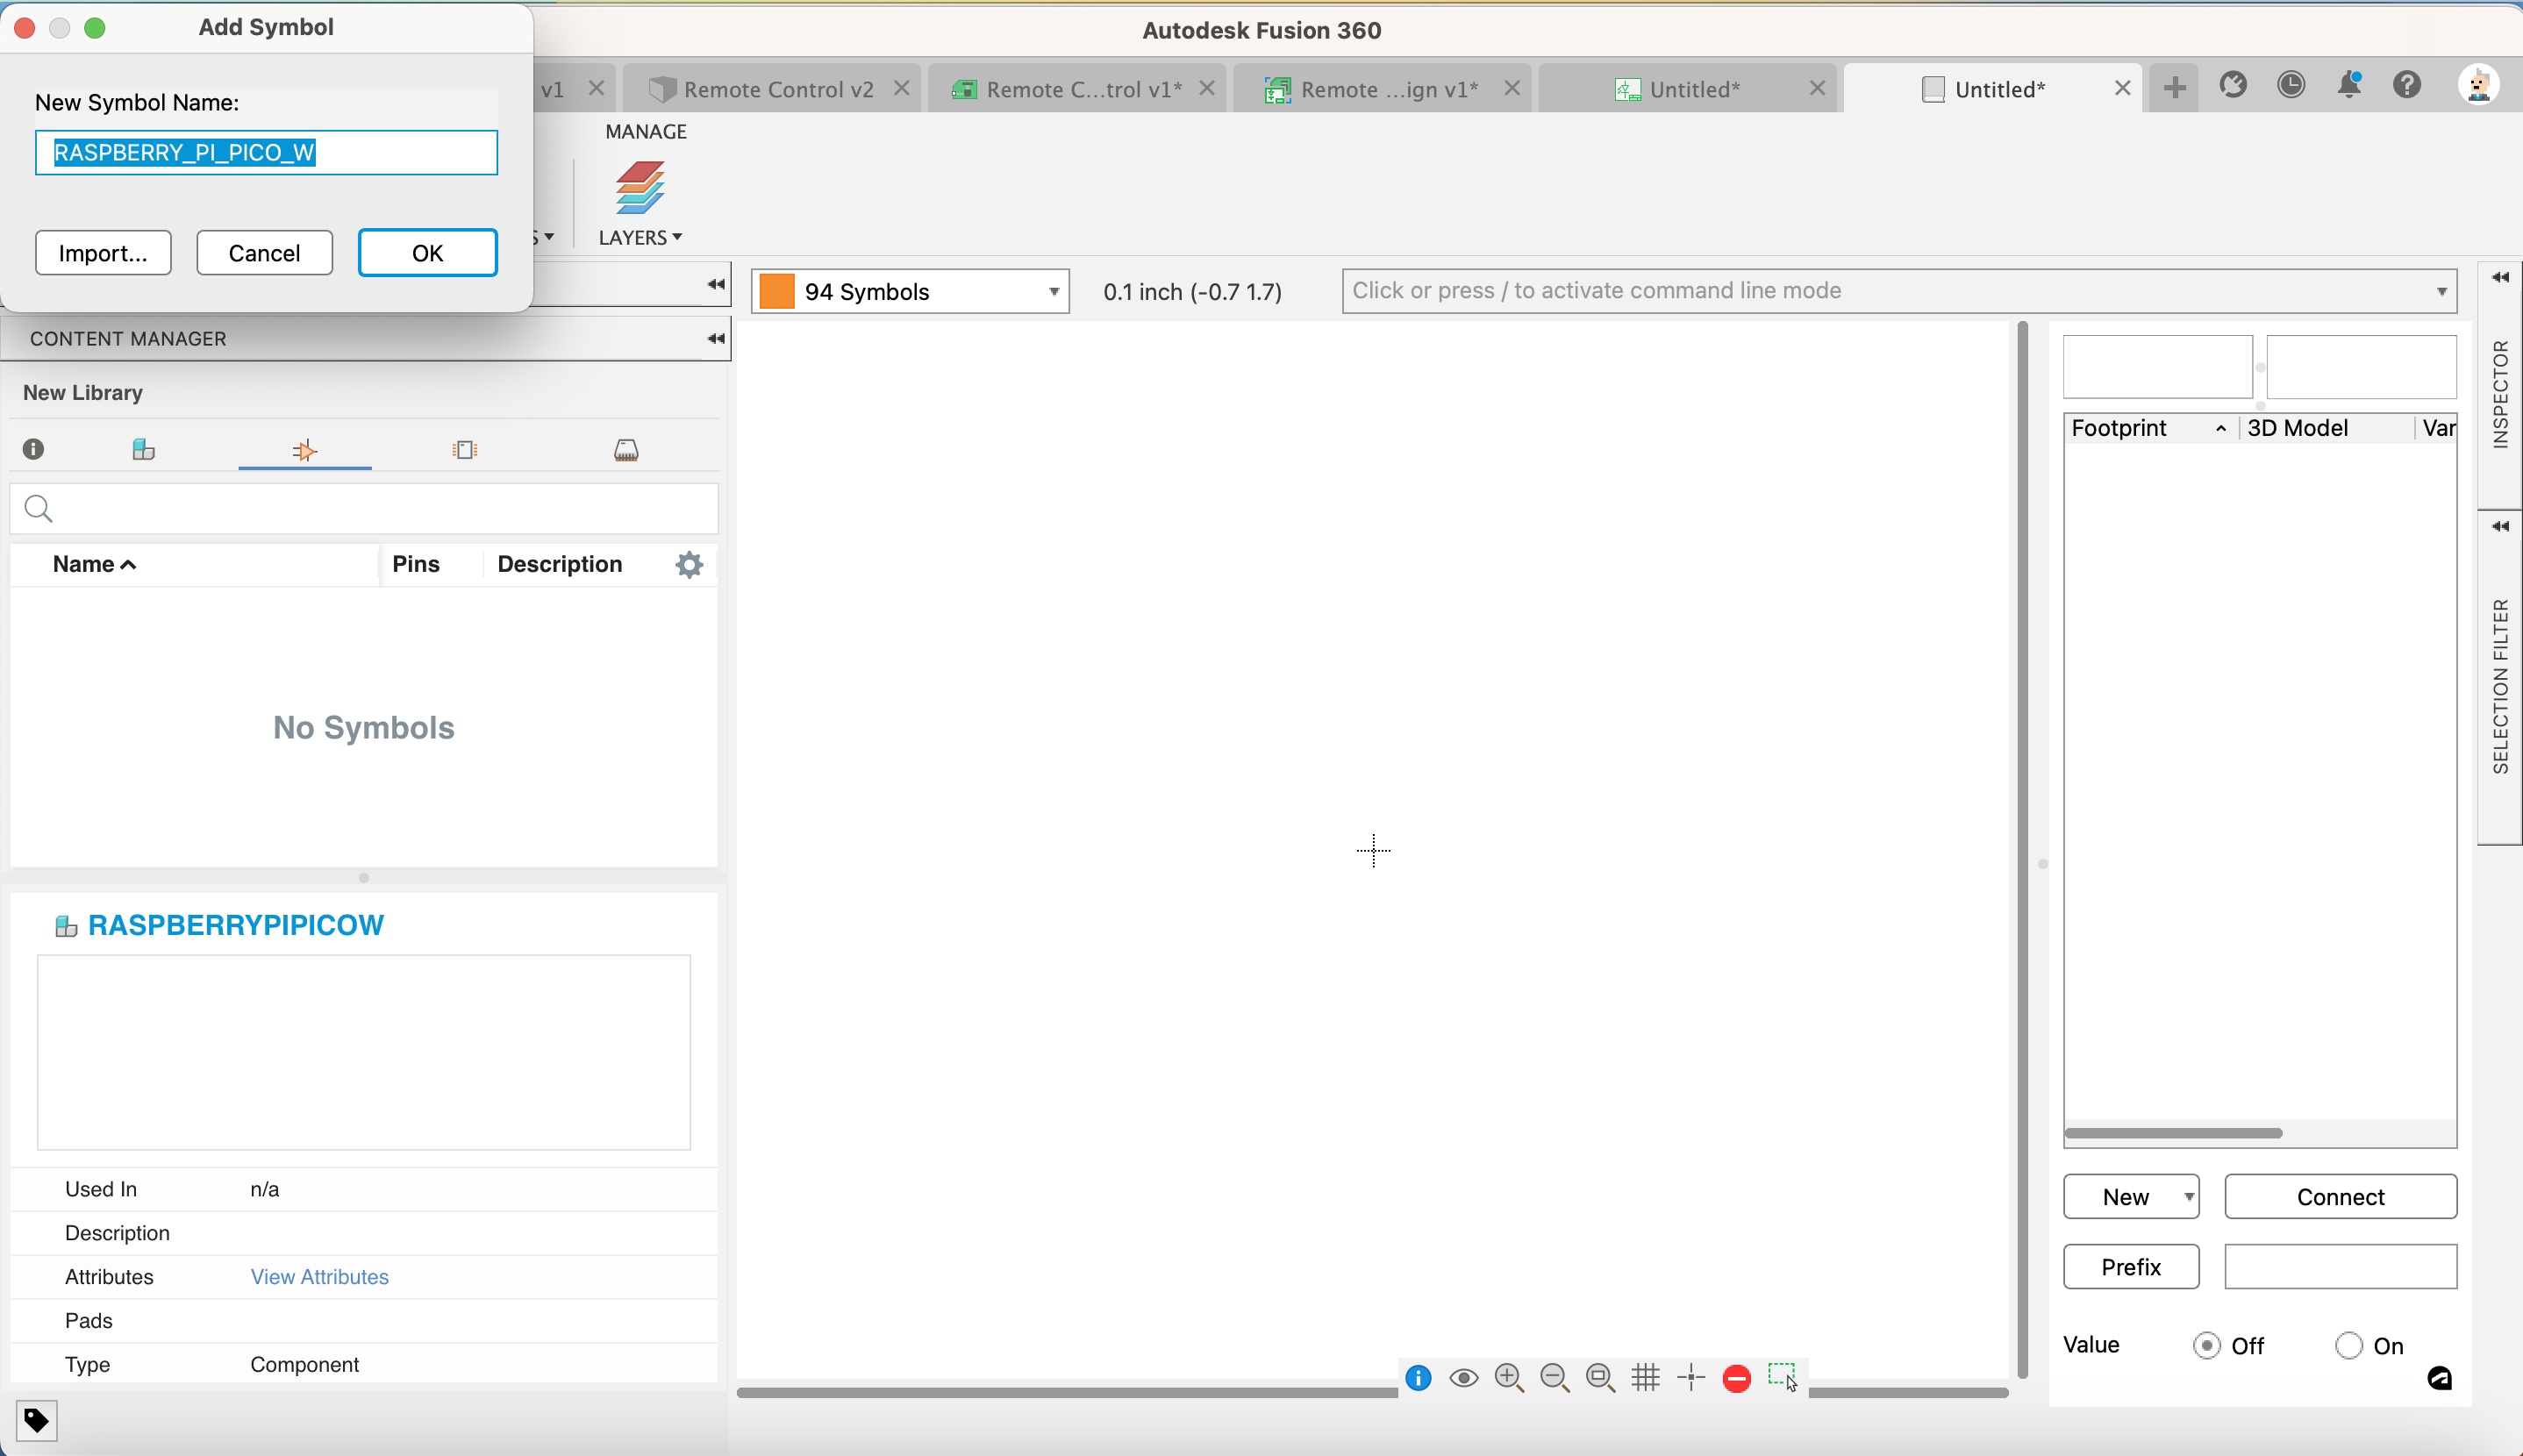 Add Symbol
Autodesk Fusion 360
New Symbol Name:
RASPBERRY_PI_PICO_W
Import...
Cancel
OK
v1
Remote Control v2
Remote C...trol v1*
Remote ...ign v1*
Untitled*
Untitled*
MANAGE
S
LAYERS
94 Symbols
0.1 inch (-0.7 1.7)
Click or press / to activate command line mode
CONTENT MANAGER
New Library
Name
Pins
Description
No Symbols
RASPBERRYPIPICOW
Used In
n/a
Description
Attributes
View Attributes
Pads
Type
Component
Footprint
3D Model
Var
New
Connect
Prefix
Value
Off
On
INSPECTOR
SELECTION FILTER